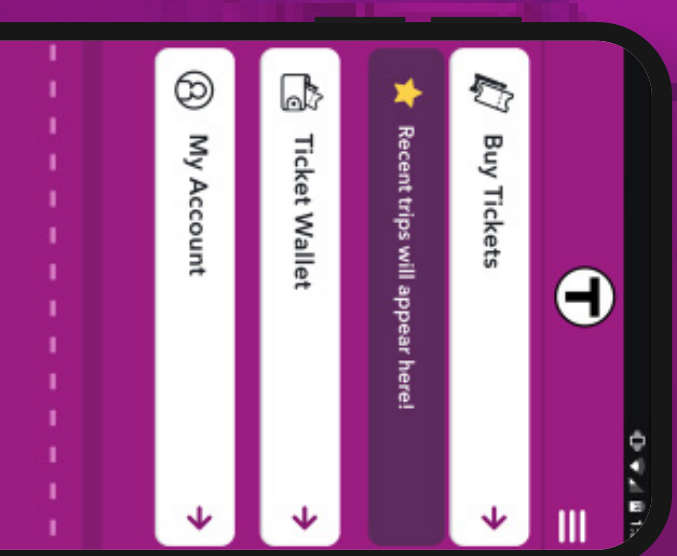 T
Buy Tickets
Recent trips will appear here!
Ticket Wallet
My Account